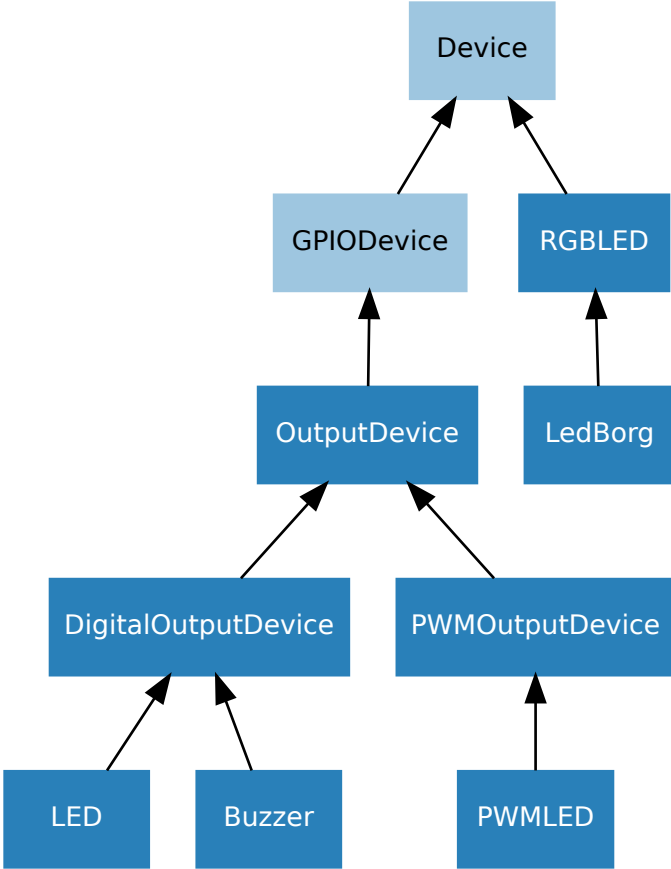 Device
GPIODevice
RGBLED
OutputDevice
LedBorg
DigitalOutputDevice
PWMOutputDevice
LED
Buzzer
PWMLED